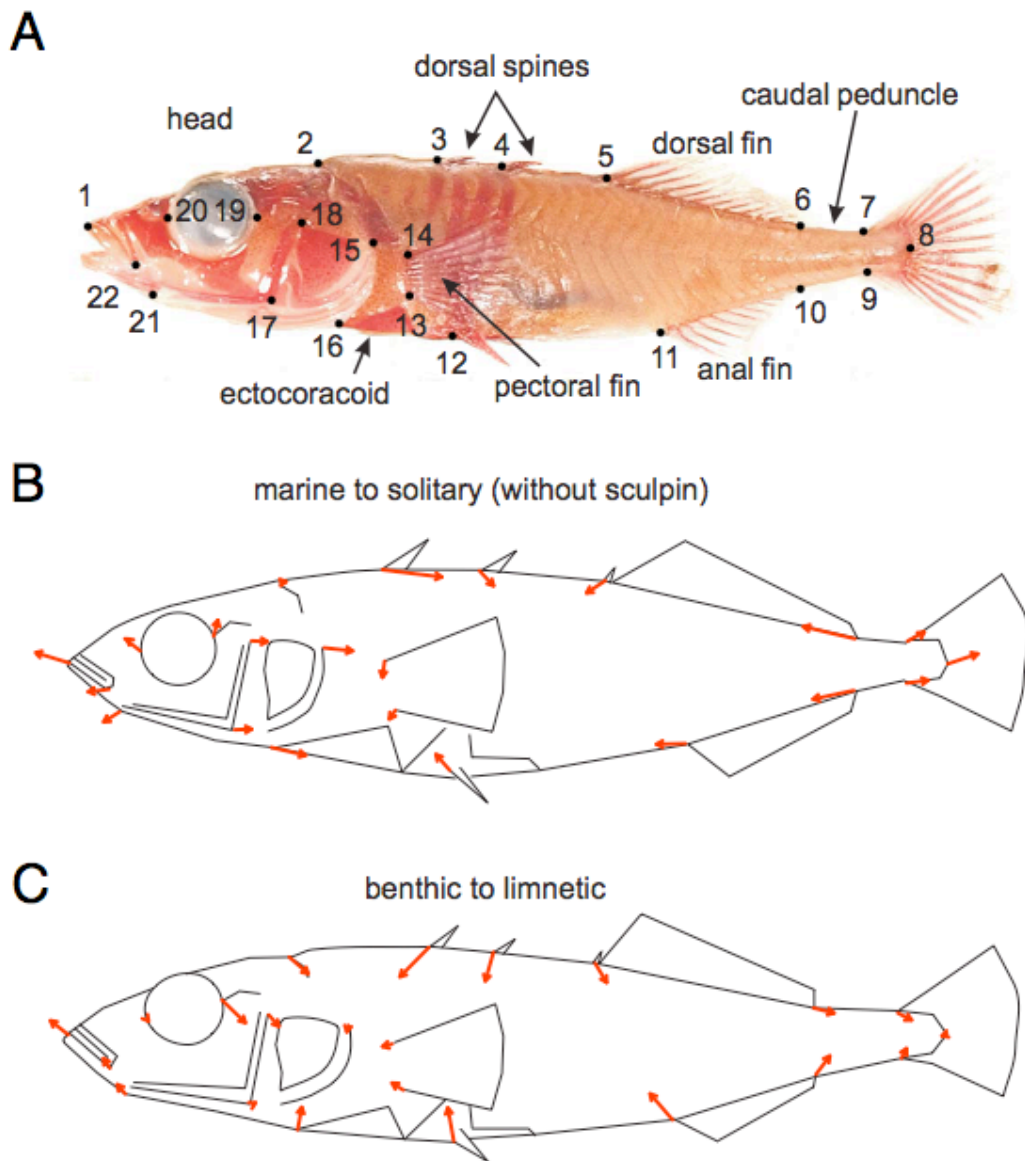 A
dorsal spines
caudal peduncle
head
dorsal fin
1
2
3
4
5
6
7
8
20
19
18
15
14
22
21
17
16
13
12
11
10
9
ectocoracoid
pectoral fin
anal fin
B
marine to solitary (without sculpin)
C
benthic to limnetic